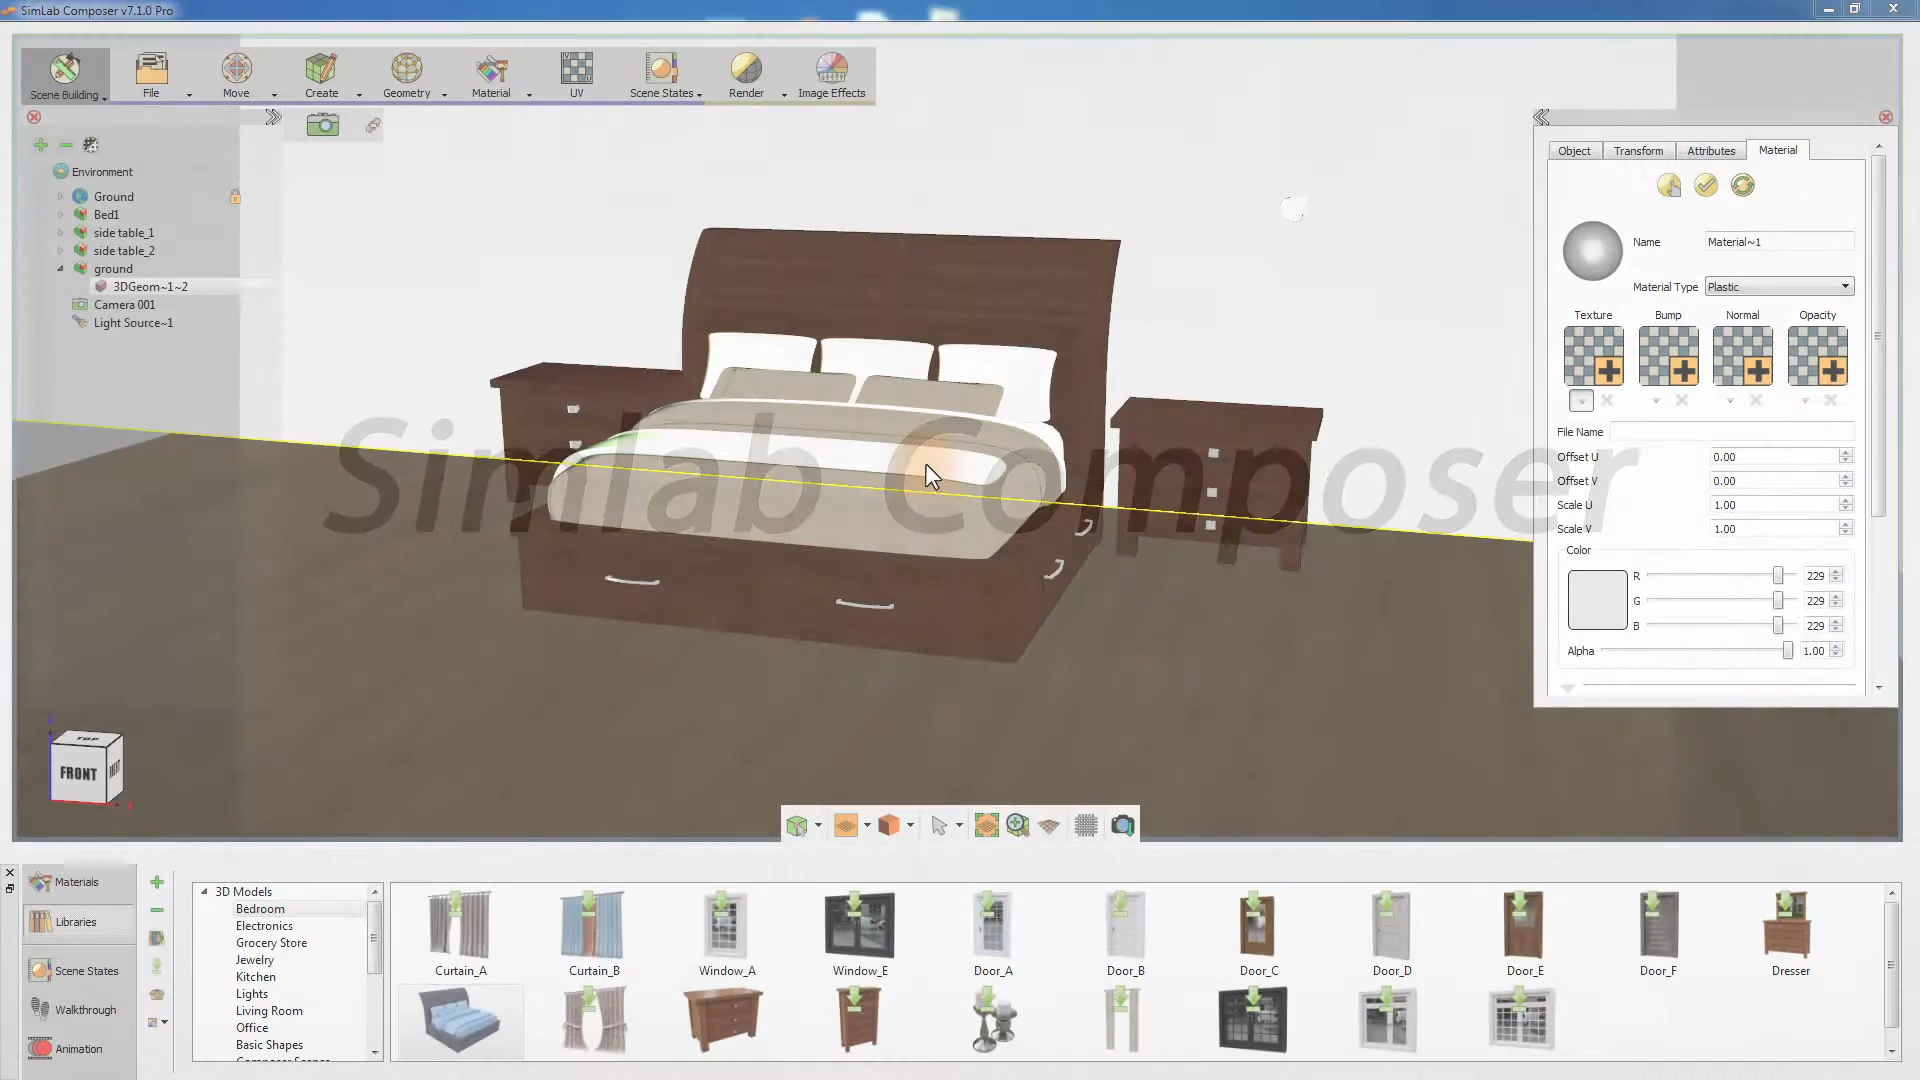 SimLab Composer v7.1.0 Pro
Scene Building
File
Move
Create
Geometry
Material
UV
Scene States
Render
Image Effects
Environment
Ground
Bed1
side table_1
side table_2
ground
3DGeom~1~2
Camera 001
Light Source~1
Simlab Composer
Object
Transform
Attributes
Material
Name
Material~1
Material Type
Plastic
Texture
Bump
Normal
Opacity
File Name
Offset U
0.00
Offset V
0.00
Scale U
1.00
Scale V
1.00
Color
R
229
G
229
B
229
Alpha
1.00
TOP
FRONT
Materials
Libraries
Scene States
Walkthrough
Animation
3D Models
Bedroom
Electronics
Grocery Store
Jewelry
Kitchen
Lights
Living Room
Office
Basic Shapes
Composer Scenes
Curtain_A
Curtain_B
Window_A
Window_E
Door_A
Door_B
Door_C
Door_D
Door_E
Door_F
Dresser